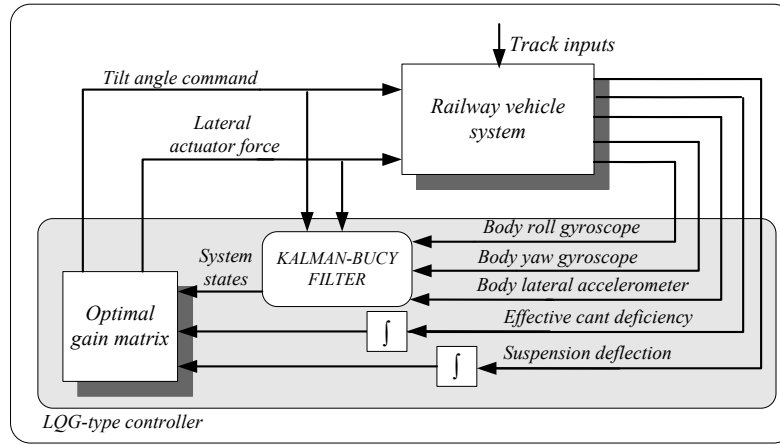 Track inputs
Tilt angle command
Railway vehicle
system
Lateral
actuator force
Body roll gyroscope
KALMAN-BUCY
FILTER
System
states
Body yaw gyroscope
Body lateral accelerometer
Optimal
gain matrix
Effective cant deficiency
∫
Suspension deflection
∫
LQG-type controller